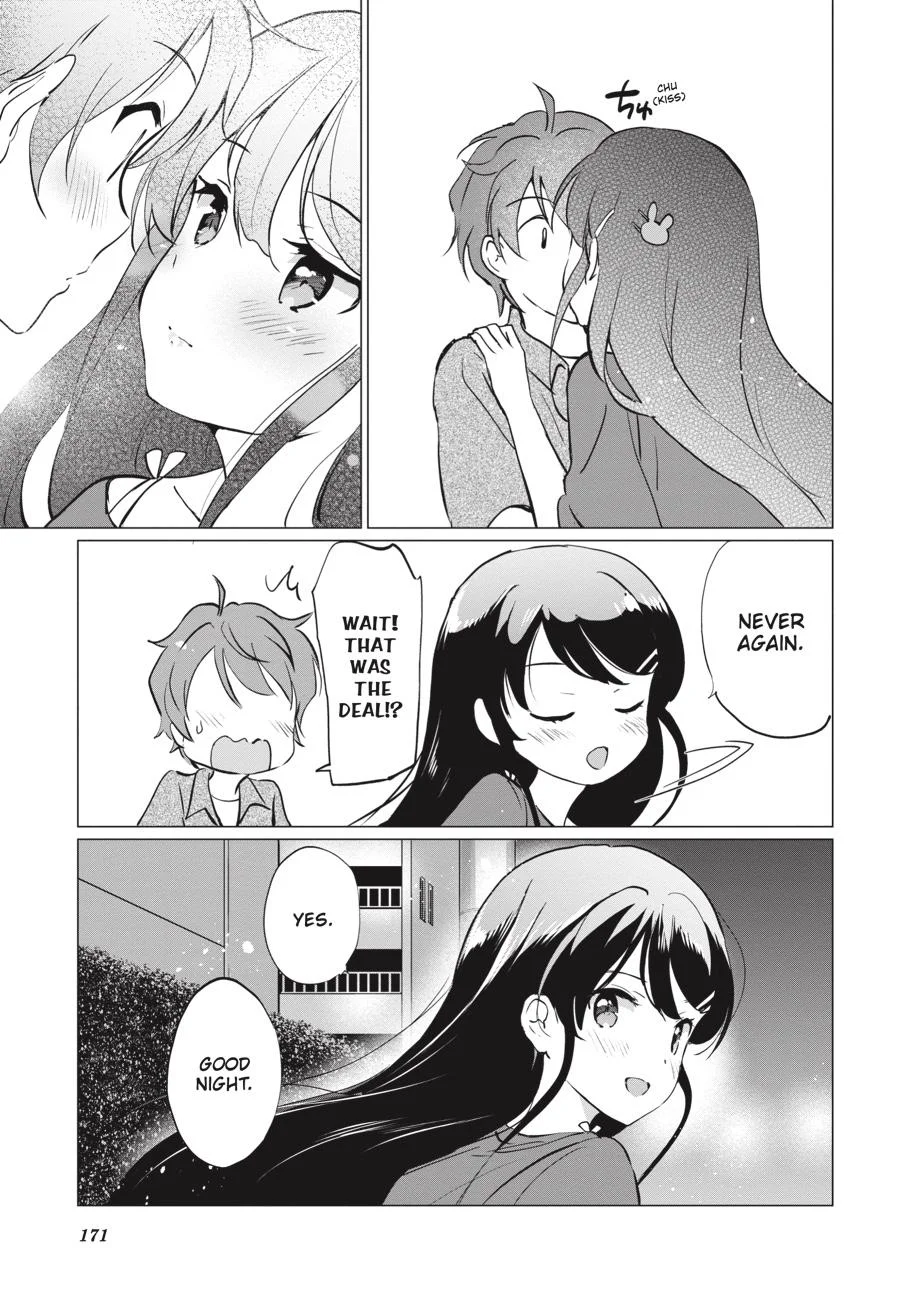 ちゅ
CHU
(KISS)
NEVER
AGAIN.
WAIT!
THAT
WAS
THE
DEAL!?
YES.
GOOD
NIGHT.
171